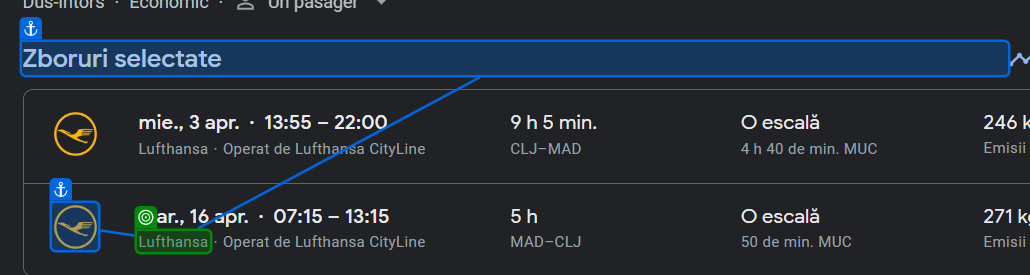 Dus-întors · Economic · Un pasager
Zboruri selectate
mie., 3 apr. · 13:55 – 22:00
9 h 5 min.
O escală
246
Lufthansa · Operat de Lufthansa CityLine
CLJ–MAD
4 h 40 de min. MUC
Emisii
ar., 16 apr. · 07:15 – 13:15
5 h
O escală
271
Lufthansa · Operat de Lufthansa CityLine
MAD–CLJ
50 de min. MUC
Emisii